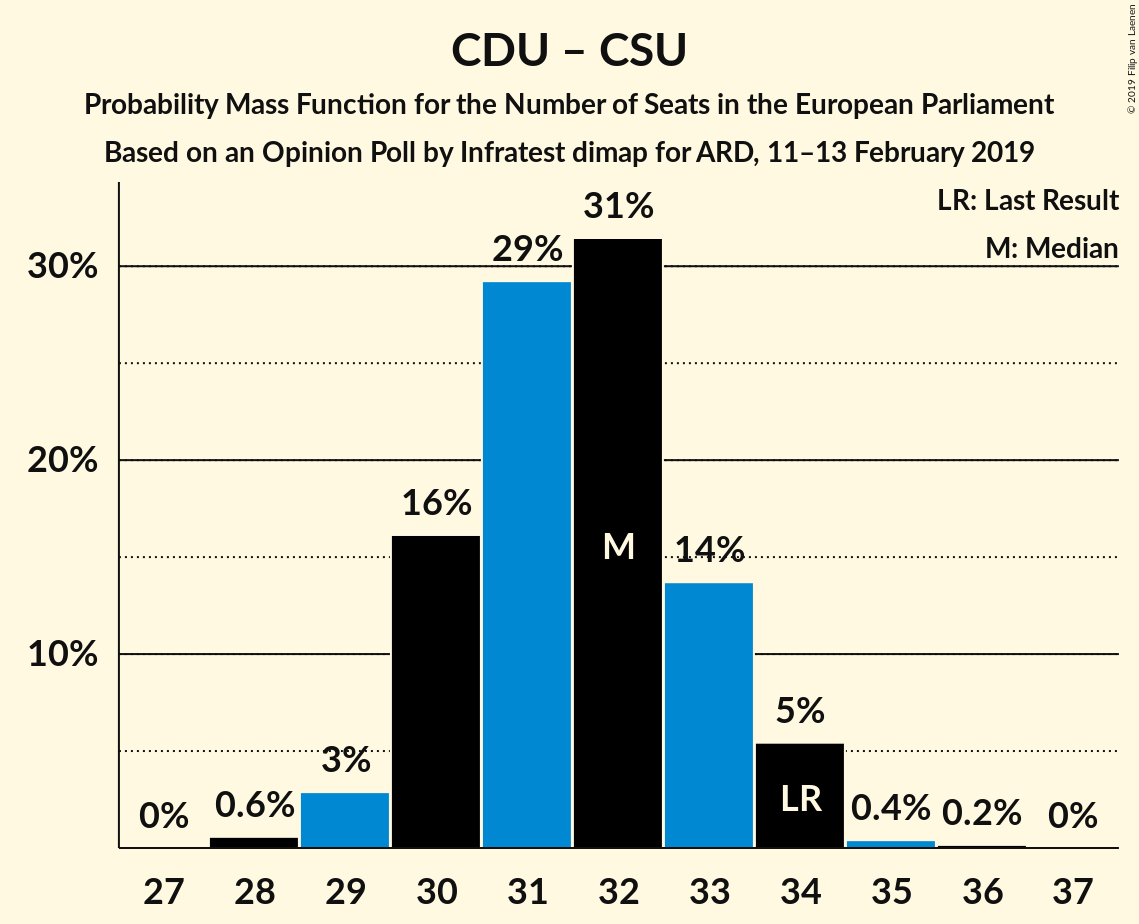 CDU – CSU
Probability Mass Function for the Number of Seats in the European Parliament
Based on an Opinion Poll by Infratest dimap for ARD, 11–13 February 2019
© 2019 Filip van Laenen
LR: Last Result
M: Median
30%
20%
10%
0%
0.6%
3%
16%
29%
31%
14%
5%
0.4%
0.2%
0%
M
LR
27 28 29 30 31 32 33 34 35 36 37